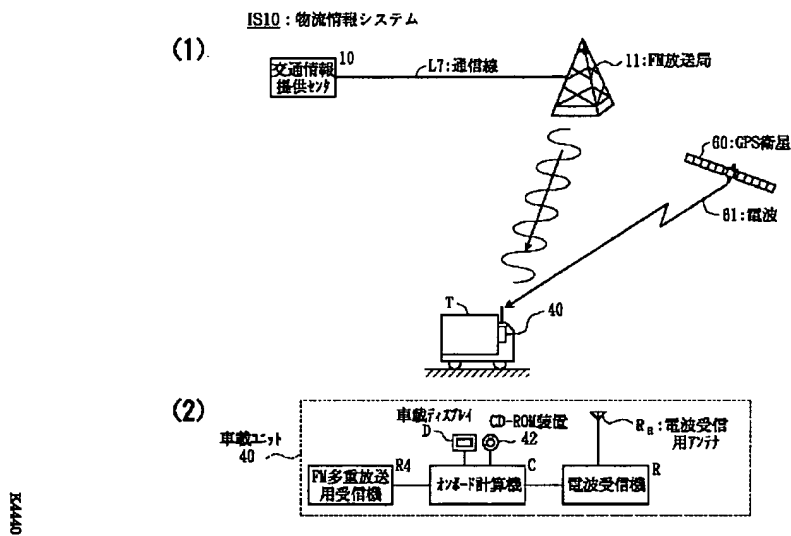 IS10：物流情報システム
(1)
交通情報
提供センタ
10
L7:通信線
11:FM放送局
60:GPS衛星
61:電波
T
40
(2)
車載ユニット
40
車載ディスプレイ
D
CD-ROM装置
42
RR：電波受信
用アンテナ
FM多重放送
用受信機
R4
オンボード計算機
C
電波受信機
R
K4440